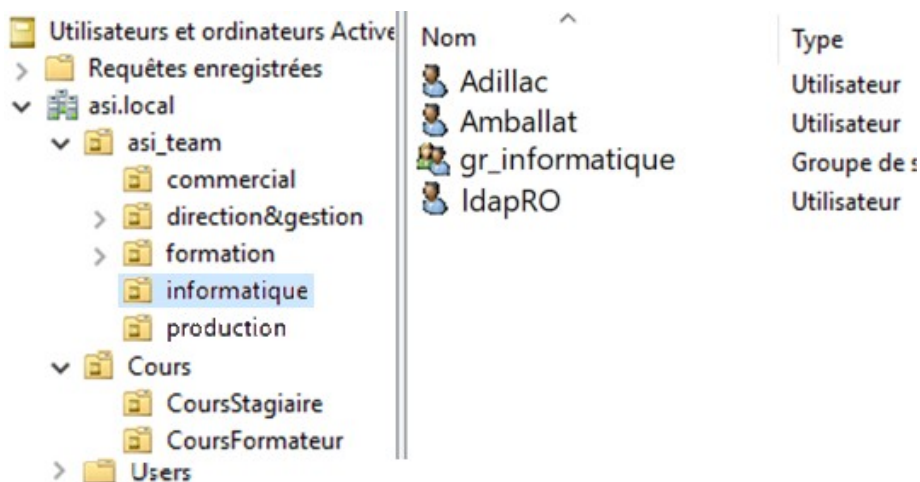 Utilisateurs et ordinateurs Active
Requêtes enregistrées
asi.local
asi_team
commercial
direction&gestion
formation
informatique
production
Cours
CoursStagiaire
CoursFormateur
Users
Nom Type
Adillac Utilisateur
Amballat Utilisateur
gr_informatique Groupe de s
ldapRO Utilisateur